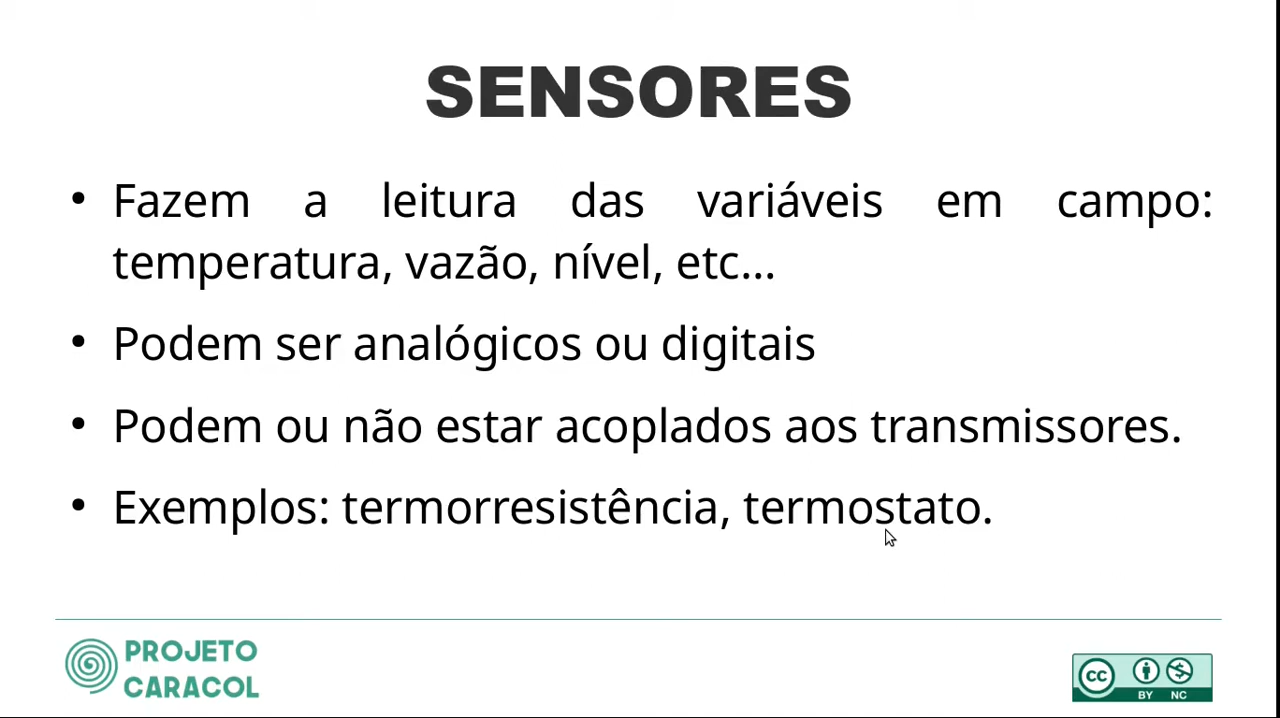 SENSORES
• Fazem a leitura das variáveis em campo:
temperatura, vazão, nível, etc...
• Podem ser analógicos ou digitais
• Podem ou não estar acoplados aos transmissores.
• Exemplos: termorresistência, termostato.
PROJETO
CARACOL
cc
BY NC